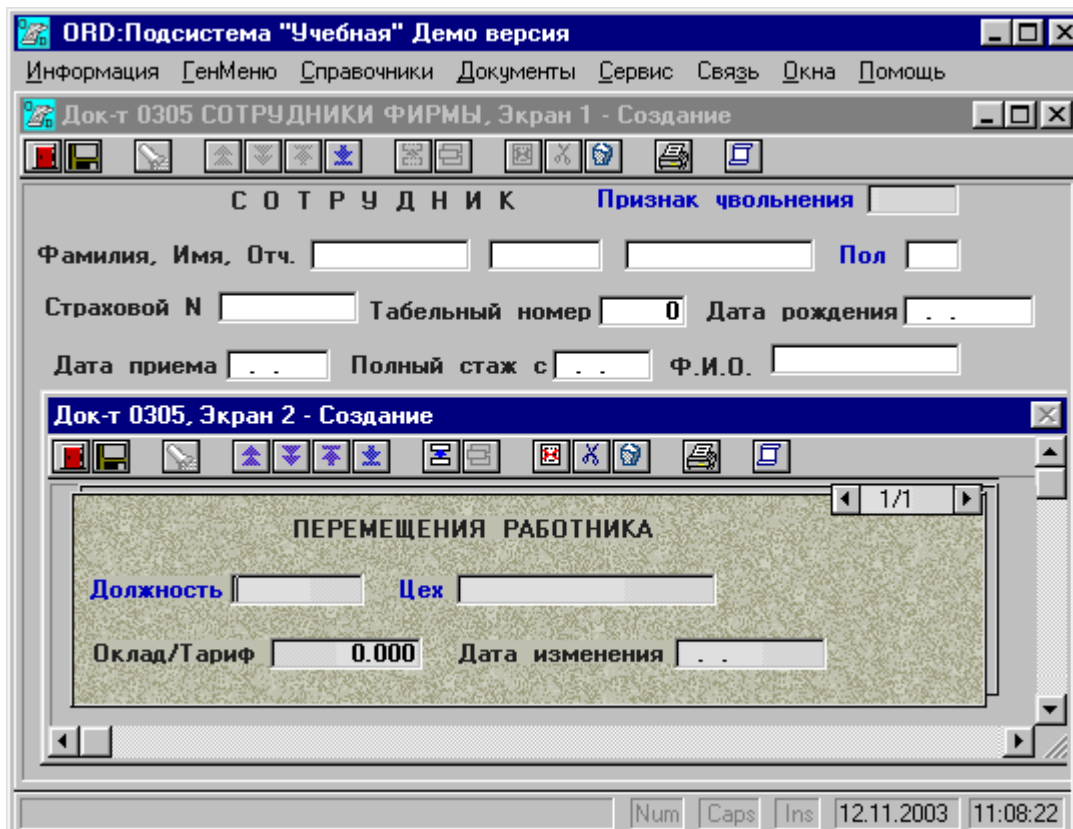 ORD:Подсистема "Учебная" Демо версия
Информация ГенМеню Справочники Документы Сервис Связь Окна Помощь
Док-т 0305 СОТРУДНИКИ ФИРМЫ, Экран 1 - Создание
С О Т Р У Д Н И К Признак чвольнения
Фамилия, Имя, Отч. Пол
Страховой N Табельный номер 0 Дата рождения . .
Дата приема . . Полный стаж с . . Ф.И.О.
Док-т 0305, Экран 2 - Создание
1/1
ПЕРЕМЕЩЕНИЯ РАБОТНИКА
Должность Цех
Оклад/Тариф 0.000 Дата изменения . .
Num Caps Ins 12.11.2003 11:08:22